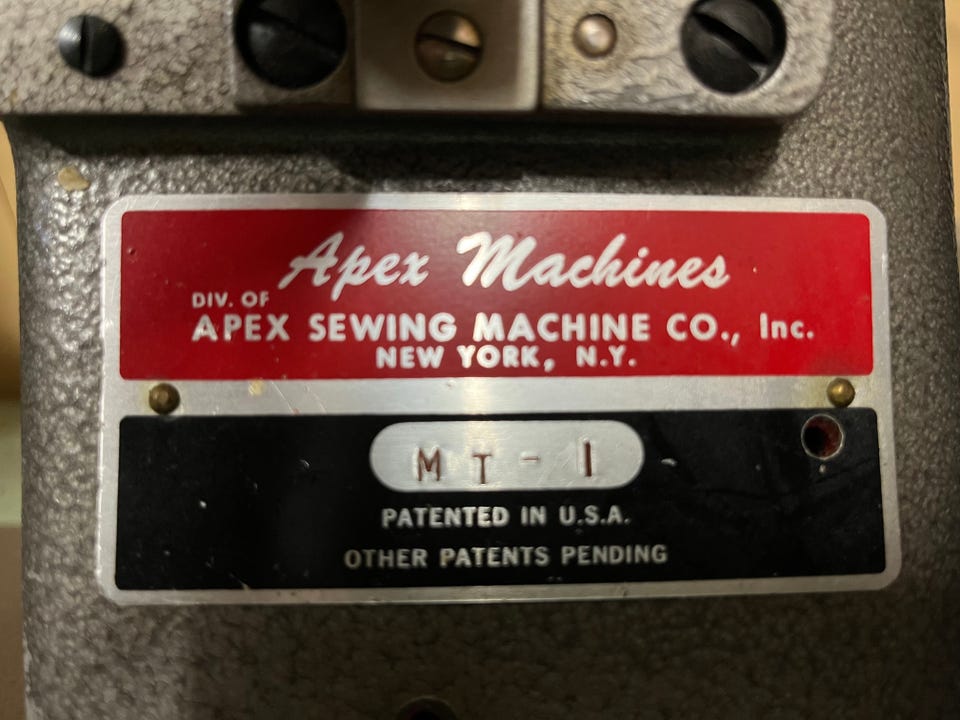 Apex Machines
DIV. OF
APEX SEWING MACHINE CO., Inc.
NEW YORK, N.Y.
MT-1
PATENTED IN U.S.A.
OTHER PATENTS PENDING